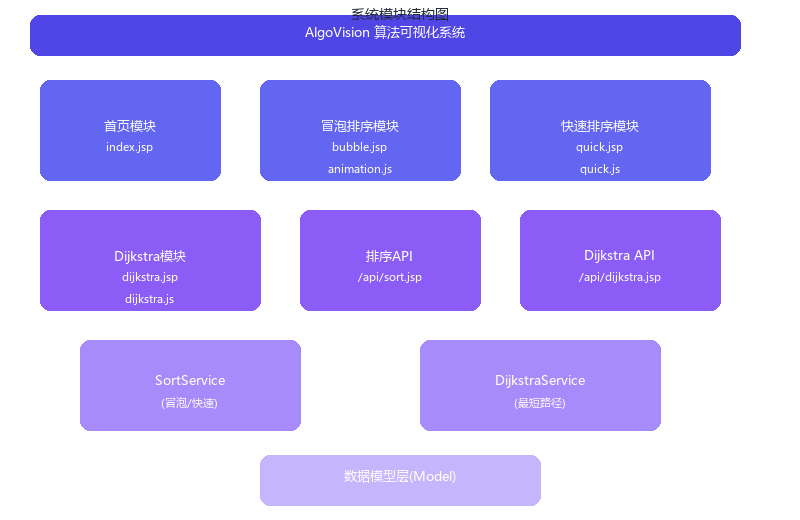 系统模块结构图
AlgoVision 算法可视化系统
首页模块
index.jsp
冒泡排序模块
bubble.jsp
animation.js
快速排序模块
quick.jsp
quick.js
Dijkstra模块
dijkstra.jsp
dijkstra.js
排序API
/api/sort.jsp
Dijkstra API
/api/dijkstra.jsp
SortService
(冒泡/快速)
DijkstraService
(最短路径)
数据模型层(Model)